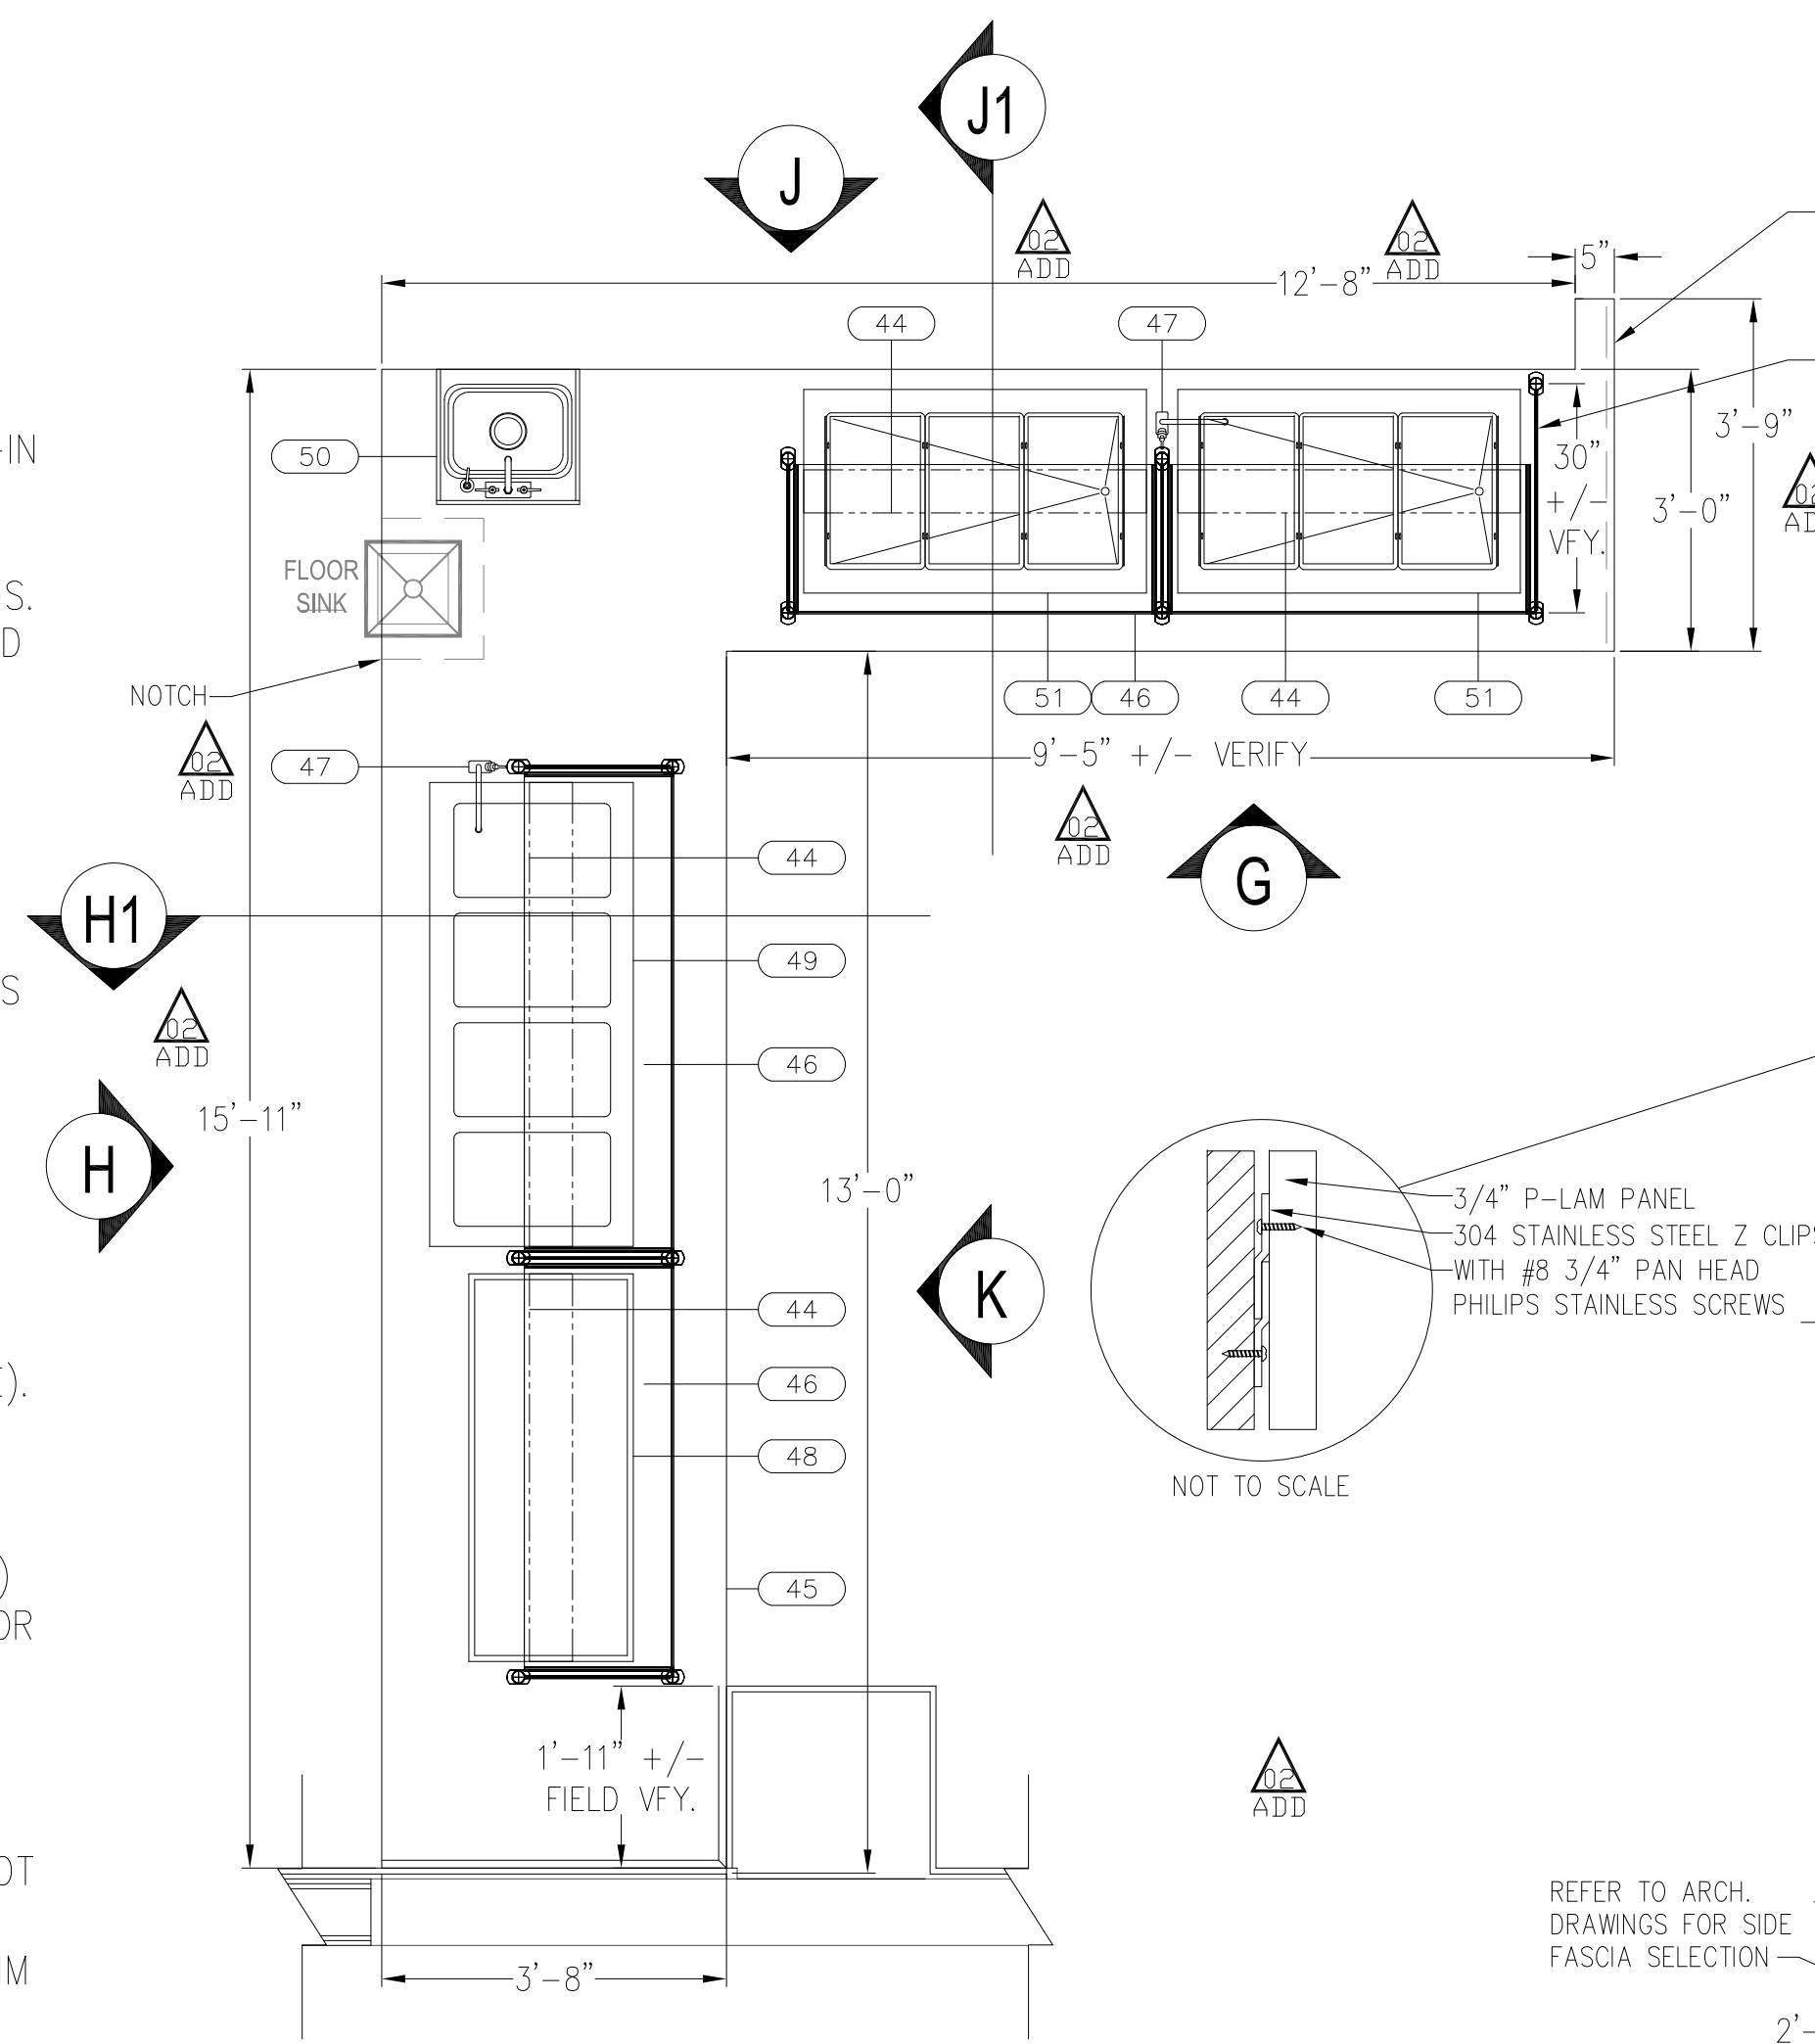 J1
J
02
ADD
02
ADD
5"
12'-8"
44
47
-IN
50
3'-9"
30"
+/-
VFY.
3'-0"
02
AD
FLOOR
SINK
S.
D
NOTCH
51
46
44
51
02
ADD
47
9'-5" +/- VERIFY
02
ADD
G
44
H1
49
S
02
ADD
46
15'-11"
H
13'-0"
K
3/4" P-LAM PANEL
304 STAINLESS STEEL Z CLIPS
WITH #8 3/4" PAN HEAD
PHILIPS STAINLESS SCREWS
44
46
).
48
NOT TO SCALE
)
OR
45
1'-11" +/-
FIELD VFY.
02
ADD
OT
REFER TO ARCH.
DRAWINGS FOR SIDE
FASCIA SELECTION
IM
3'-8"
2'-